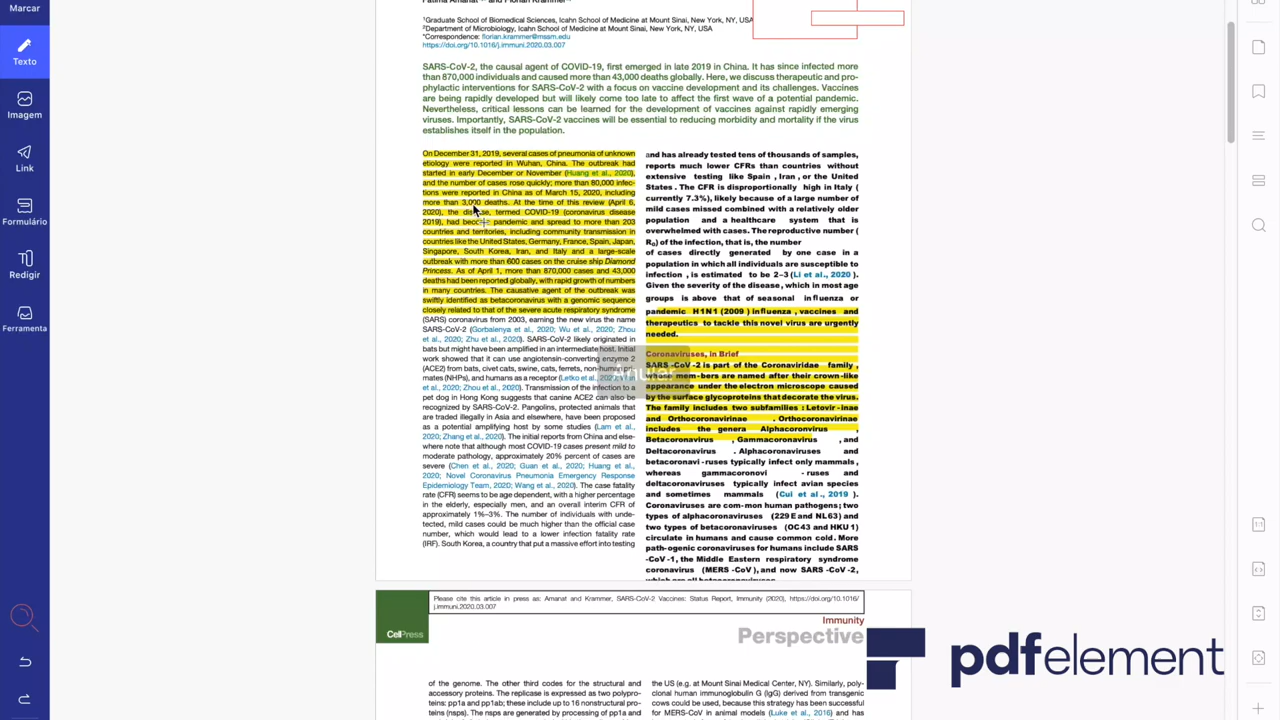 Marcar
Texto
Imagem
Link
Formulário
Redigir
Ferramenta
¹Graduate School of Biomedical Sciences, Icahn School of Medicine at Mount Sinai, New York, NY, USA
²Department of Microbiology, Icahn School of Medicine at Mount Sinai, New York, NY, USA
*Correspondence: florian.krammer@mssm.edu
https://doi.org/10.1016/j.immuni.2020.03.007
SARS-CoV-2, the causal agent of COVID-19, first emerged in late 2019 in China. It has since infected more
than 870,000 individuals and caused more than 43,000 deaths globally. Here, we discuss therapeutic and pro-
phylactic interventions for SARS-CoV-2 with a focus on vaccine development and its challenges. Vaccines
are being rapidly developed but will likely come too late to affect the first wave of a potential pandemic.
Nevertheless, critical lessons can be learned for the development of vaccines against rapidly emerging
viruses. Importantly, SARS-CoV-2 vaccines will be essential to reducing morbidity and mortality if the virus
establishes itself in the population.
On December 31, 2019, several cases of pneumonia of unknown
etiology were reported in Wuhan, China. The outbreak had
started in early December or November (Huang et al., 2020),
and the number of cases rose quickly; more than 80,000 infec-
tions were reported in China as of March 15, 2020, including
more than 3,000 deaths. At the time of this review (April 6,
2020), the disease, termed COVID-19 (coronavirus disease
2019), had become pandemic and spread to more than 203
countries and territories, including community transmission in
countries like the United States, Germany, France, Spain, Japan,
Singapore, South Korea, Iran, and Italy and a large-scale
outbreak with more than 600 cases on the cruise ship Diamond
Princess. As of April 1, more than 870,000 cases and 43,000
deaths had been reported globally, with rapid growth of numbers
in many countries. The causative agent of the outbreak was
swiftly identified as betacoronavirus with a genomic sequence
closely related to that of the severe acute respiratory syndrome
(SARS) coronavirus from 2003, earning the new virus the name
SARS-CoV-2 (Gorbalenya et al., 2020; Wu et al., 2020; Zhou
et al., 2020; Zhu et al., 2020). SARS-CoV-2 likely originated in
bats but might have been amplified in an intermediate host. Initial
work showed that it can use angiotensin-converting enzyme 2
(ACE2) from bats, civet cats, swine, cats, ferrets, non-human pri-
mates (NHPs), and humans as a receptor (Letko et al., 2020; Wan
et al., 2020; Zhou et al., 2020). Transmission of the infection to a
pet dog in Hong Kong suggests that canine ACE2 can also be
recognized by SARS-CoV-2. Pangolins, protected animals that
are traded illegally in Asia and elsewhere, have been proposed
as a potential amplifying host by some studies (Lam et al.,
2020; Zhang et al., 2020). The initial reports from China and else-
where note that although most COVID-19 cases present mild to
moderate pathology, approximately 20% percent of cases are
severe (Chen et al., 2020; Guan et al., 2020; Huang et al.,
2020; Novel Coronavirus Pneumonia Emergency Response
Epidemiology Team, 2020; Wang et al., 2020). The case fatality
rate (CFR) seems to be age dependent, with a higher percentage
in the elderly, especially men, and an overall interim CFR of
approximately 1%–3%. The number of individuals with unde-
tected, mild cases could be much higher than the official case
number, which would lead to a lower infection fatality rate
(IRF). South Korea, a country that put a massive effort into testing
and has already tested tens of thousands of samples,
reports much lower CFRs than countries without
extensive testing like Spain , Iran , or the United
States . The CFR is disproportionally high in Italy (
currently 7.3%), likely because of a large number of
mild cases missed combined with a relatively older
population and a healthcare system that is
overwhelmed with cases. The reproductive number (
R₀) of the infection, that is, the number
of cases directly generated by one case in a
population in which all individuals are susceptible to
infection , is estimated to be 2–3 (Li et al., 2020 ).
Given the severity of the disease, which in most age
groups is above that of seasonal influenza or
pandemic H1N1 (2009 ) influenza , vaccines and
therapeutics to tackle this novel virus are urgently
needed.
Coronaviruses, in Brief
SARS -CoV -2 is part of the Coronaviridae family ,
whose mem -bers are named after their crown-like
appearance under the electron microscope caused
by the surface glycoproteins that decorate the virus.
The family includes two subfamilies : Letovir -inae
and Orthocoronavirinae . Orthocoronavirinae
includes the genera Alphacoronvirus ,
Betacoronavirus , Gammacoronavirus , and
Deltacoronavirus . Alphacoronaviruses and
betacoronavi -ruses typically infect only mammals,
whereas gammacoronovi - ruses and
deltacoronaviruses typically infect avian species
and sometimes mammals (Cui et al ., 2019 ).
Coronaviruses are com-mon human pathogens; two
types of alphacoronaviruses (229 E and NL63) and
two types of betacoronaviruses (OC43 and HKU 1)
circulate in humans and cause common cold. More
path-ogenic coronaviruses for humans include SARS
-CoV -1, the Middle Eastern respiratory syndrome
coronavirus (MERS -CoV), and now SARS -CoV -2,
which are all betacoronaviruses.
Anular
Please cite this article in press as: Amanat and Krammer, SARS-CoV-2 Vaccines: Status Report, Immunity (2020), https://doi.org/10.1016/
j.immuni.2020.03.007
CellPress
Immunity
Perspective
of the genome. The other third codes for the structural and
accessory proteins. The replicase is expressed as two polypro-
teins: pp1a and pp1ab; these include up to 16 nonstructural pro-
teins (nsps). The nsps are generated by processing of pp1a and
the US (e.g. at Mount Sinai Medical Center, NY). Similarly, poly-
clonal human immunoglobulin G (IgG) derived from transgenic
cows could be used, because this strategy has been successful
for MERS-CoV in animal models (Luke et al., 2016) and has
pdfelement